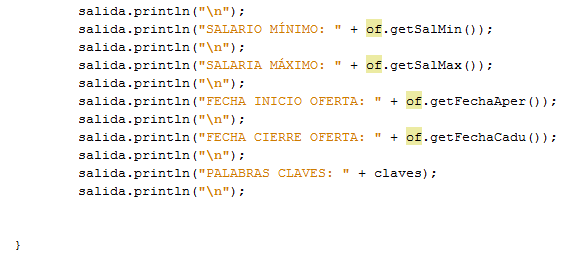 salida.println("\n");
salida.println("SALARIO MÍNIMO: " + of.getSalMin());
salida.println("\n");
salida.println("SALARIA MÁXIMO: " + of.getSalMax());
salida.println("\n");
salida.println("FECHA INICIO OFERTA: " + of.getFechaAper());
salida.println("\n");
salida.println("FECHA CIERRE OFERTA: " + of.getFechaCadu());
salida.println("\n");
salida.println("PALABRAS CLAVES: " + claves);
salida.println("\n");
}